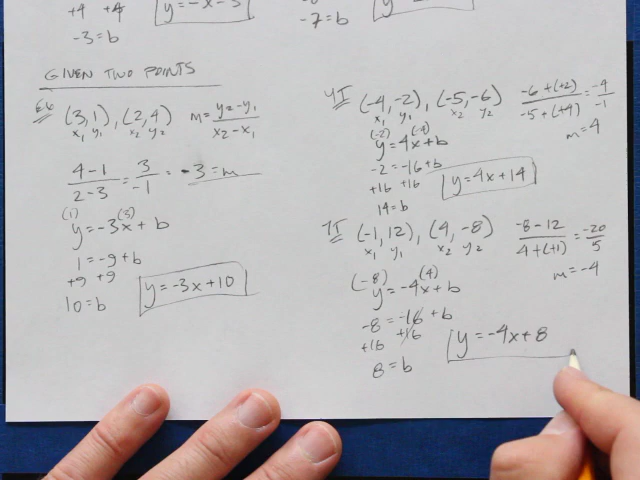 +4 +4
y=-x-3
-3=b
-7=b
y=
GIVEN TWO POINTS
Ex (3,1), (2,4) m=y2-y1/x2-x1
x1 y1 x2 y2
4-1/2-3=3/-1=-3=m
(1) (3)
y=-3x+b
1=-9+b
+9 +9
10=b
y=-3x+10
YT (-4,-2), (-5,-6) -6+(+2)/-5+(+4)=-4/-1
x1 y1 x2 y2
m=4
(-2) (-4)
y=4x+b
-2=-16+b
+16 +16
14=b
y=4x+14
YT (-1,12), (4,-8) -8-12/4+(+1)=-20/5
x1 y1 x2 y2
m=-4
(-8) (4)
y=-4x+b
-8=-16+b
+16 +16
8=b
y=-4x+8